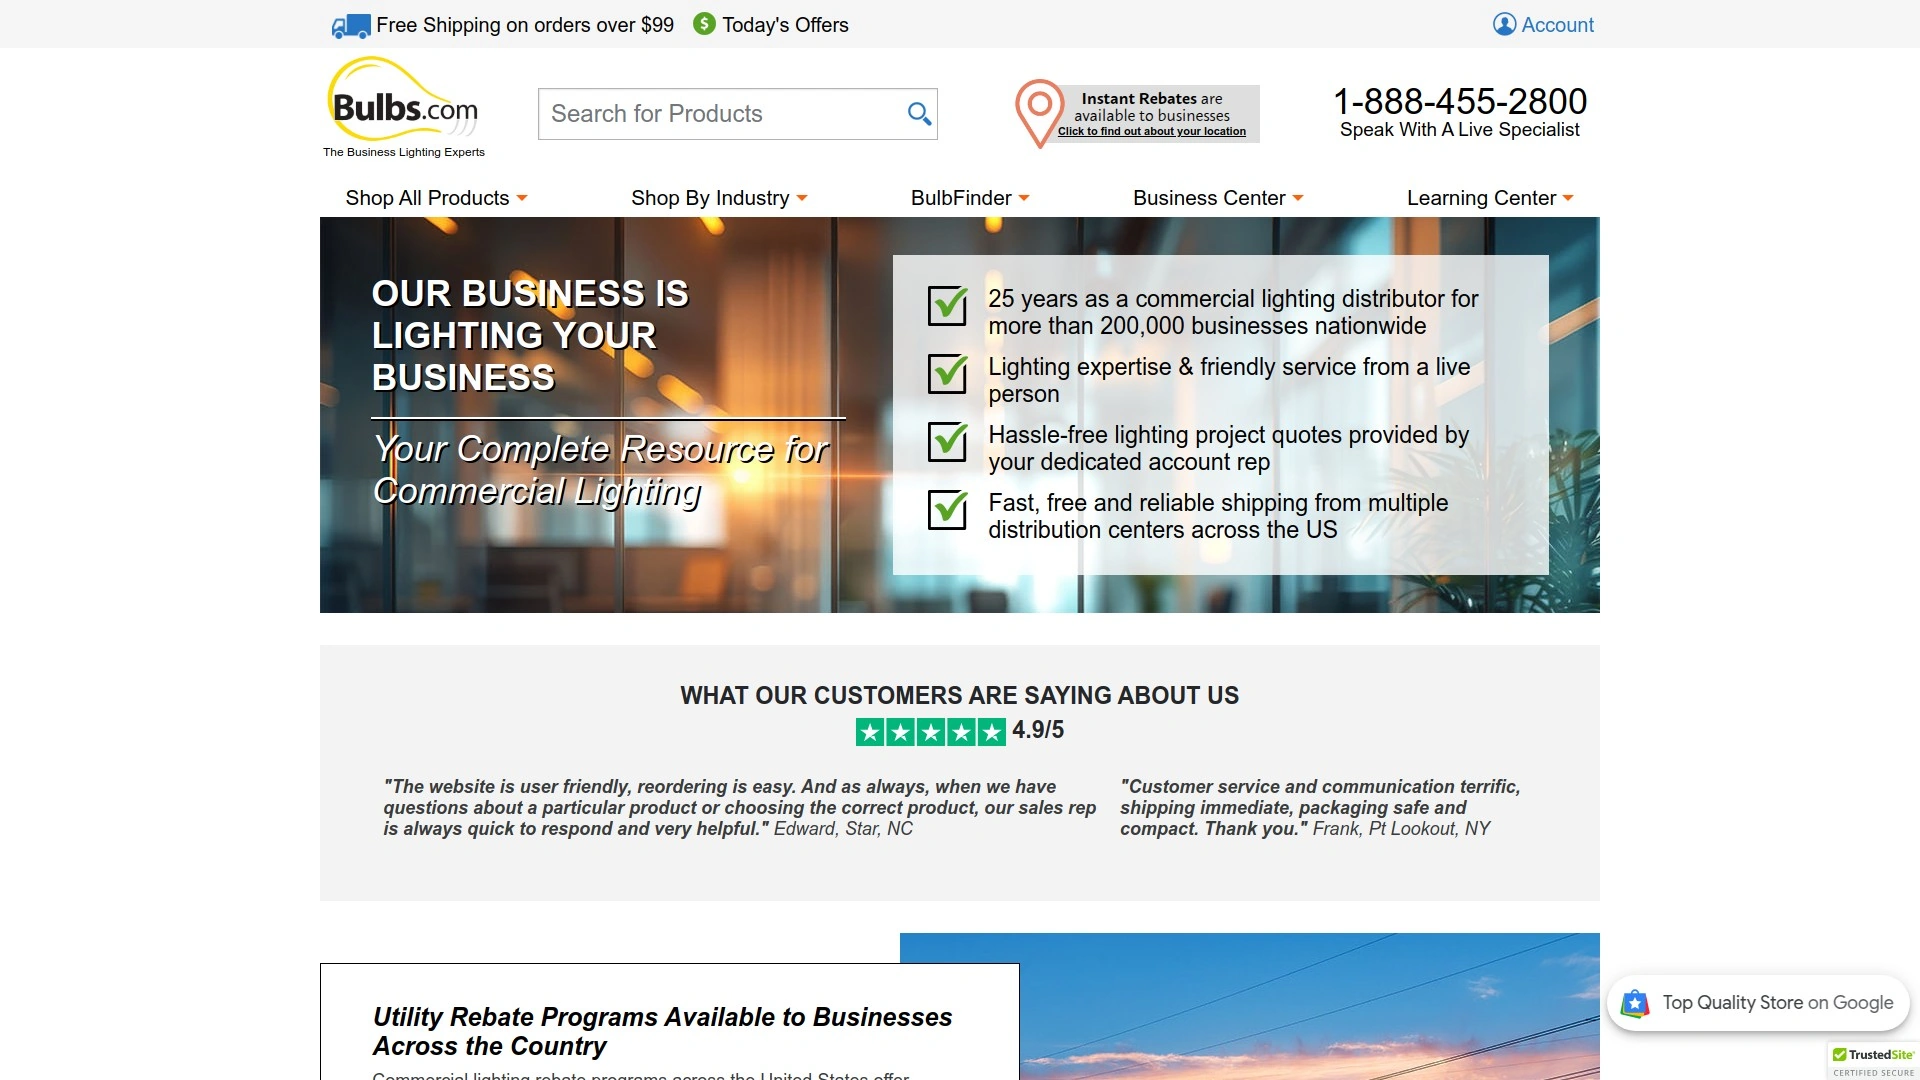 Free Shipping on orders over $99
Today's Offers
Account
Bulbs.com
The Business Lighting Experts
Search for Products
Instant Rebates are
available to businesses
Click to find out about your location
1-888-455-2800
Speak With A Live Specialist
Shop All Products
Shop By Industry
BulbFinder
Business Center
Learning Center
OUR BUSINESS IS
LIGHTING YOUR
BUSINESS
Your Complete Resource for
Commercial Lighting
25 years as a commercial lighting distributor for
more than 200,000 businesses nationwide
Lighting expertise & friendly service from a live
person
Hassle-free lighting project quotes provided by
your dedicated account rep
Fast, free and reliable shipping from multiple
distribution centers across the US
WHAT OUR CUSTOMERS ARE SAYING ABOUT US
4.9/5
"The website is user friendly, reordering is easy. And as always, when we have
questions about a particular product or choosing the correct product, our sales rep
is always quick to respond and very helpful." Edward, Star, NC
"Customer service and communication terrific,
shipping immediate, packaging safe and
compact. Thank you." Frank, Pt Lookout, NY
Utility Rebate Programs Available to Businesses
Across the Country
Commercial lighting rebate programs across the United States offer
Top Quality Store on Google
TrustedSite
CERTIFIED SECURE